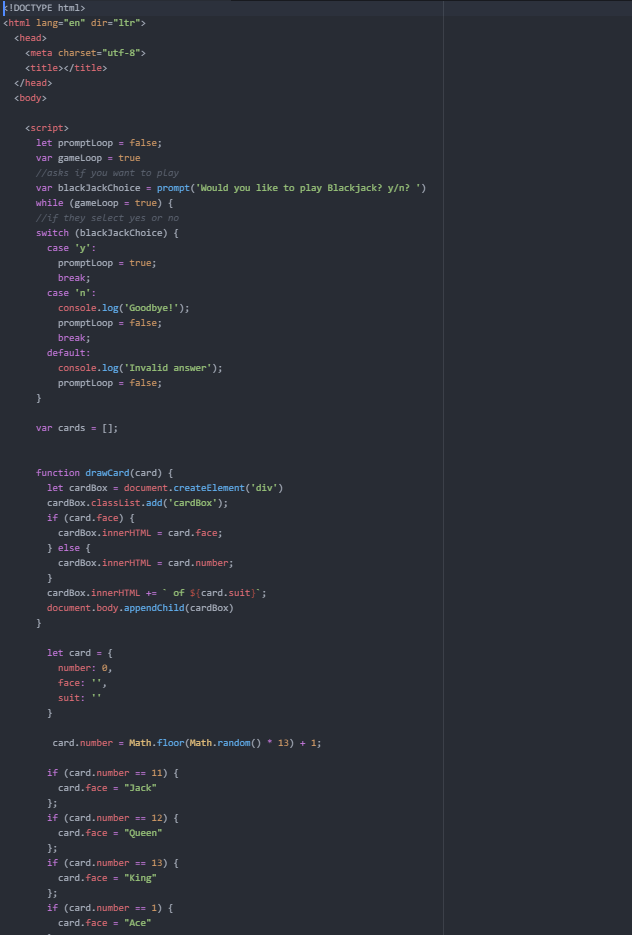 <!DOCTYPE html>
<html lang="en" dir="ltr">
  <head>
    <meta charset="utf-8">
    <title></title>
  </head>
  <body>

    <script>
      let promptLoop = false;
      var gameLoop = true
      //asks if you want to play
      var blackJackChoice = prompt('Would you like to play Blackjack? y/n? ')
      while (gameLoop = true) {
      //if they select yes or no
      switch (blackJackChoice) {
        case 'y':
          promptLoop = true;
          break;
        case 'n':
          console.log('Goodbye!');
          promptLoop = false;
          break;
        default:
          console.log('Invalid answer');
          promptLoop = false;
      }

      var cards = [];


      function drawCard(card) {
        let cardBox = document.createElement('div')
        cardBox.classList.add('cardBox');
        if (card.face) {
          cardBox.innerHTML = card.face;
        } else {
          cardBox.innerHTML = card.number;
        }
        cardBox.innerHTML += ` of ${card.suit}`;
        document.body.appendChild(cardBox)
      }

        let card = {
          number: 0,
          face: '',
          suit: ''
        }

         card.number = Math.floor(Math.random() * 13) + 1;

        if (card.number == 11) {
          card.face = "Jack"
        };
        if (card.number == 12) {
          card.face = "Queen"
        };
        if (card.number == 13) {
          card.face = "King"
        };
        if (card.number == 1) {
          card.face = "Ace"